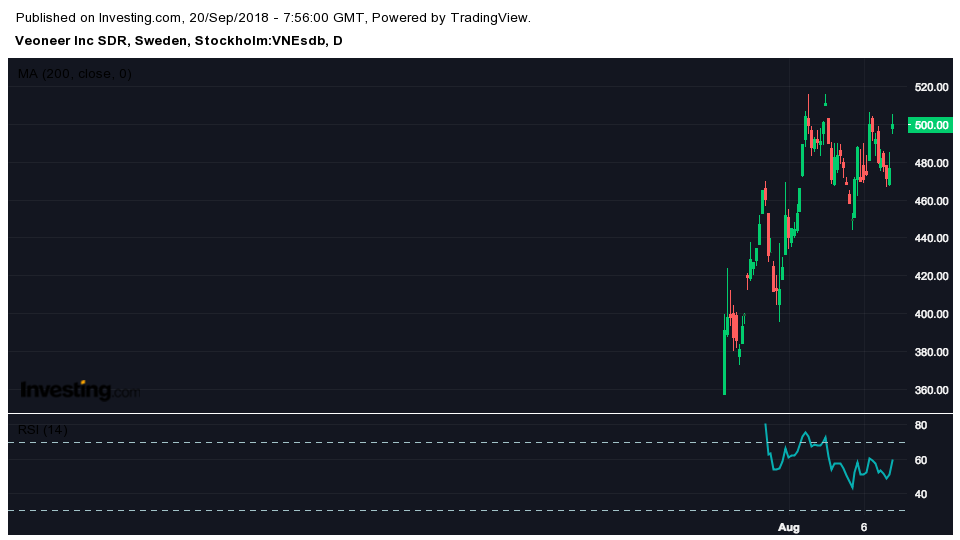 Published on Investing.com, 20/Sep/2018 - 7:56:00 GMT, Powered by TradingView.
Veoneer Inc SDR, Sweden, Stockholm:VNEsdb, D
MA (200, close, 0)
520.00
500.00
480.00
460.00
440.00
420.00
400.00
380.00
360.00
Investing.com
RSI (14)
80
60
40
Aug 6